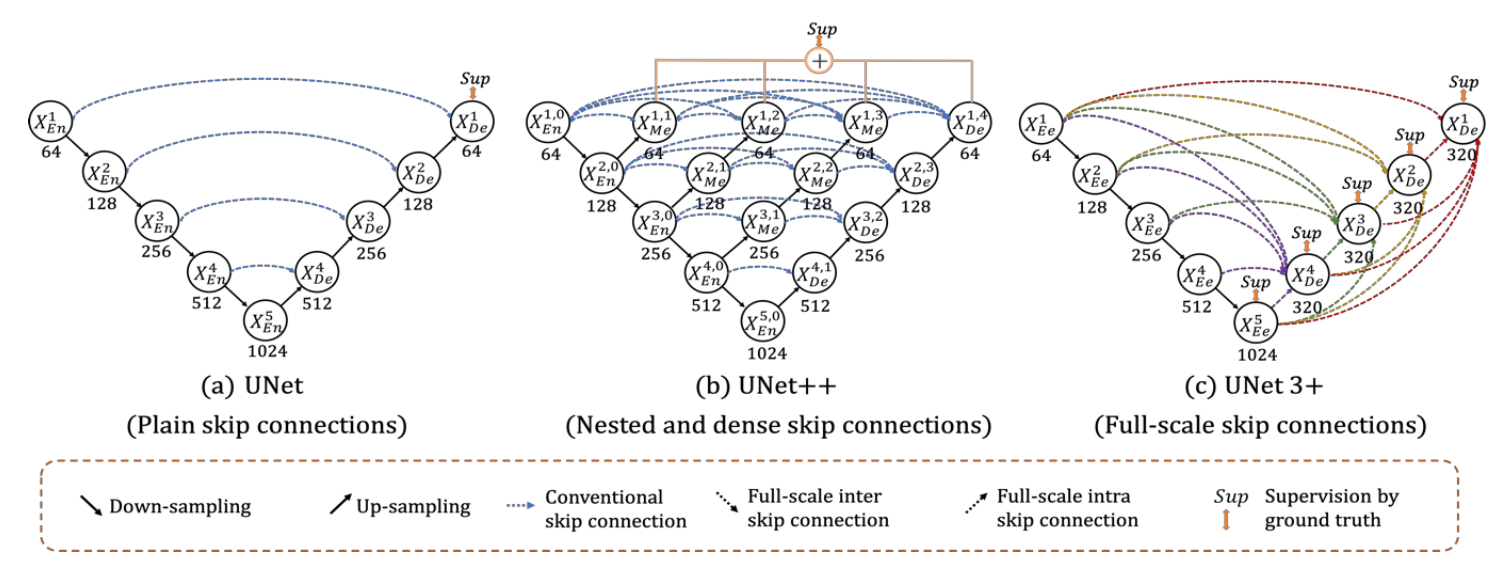 Sup
Sup
Sup
X^1_En
X^1_De
X^{1,0}_En
X^{1,1}_Me
X^{1,2}_Me
X^{1,3}_Me
X^{1,4}_De
X^1_Ee
X^1_De
64
64
64
64
64
64
64
64
320
X^2_En
X^2_De
X^{2,0}_En
X^{2,1}_Me
X^{2,2}_Me
X^{2,3}_De
X^2_Ee
Sup
X^2_De
128
128
128
128
128
128
128
320
X^3_En
X^3_De
X^{3,0}_En
X^{3,1}_Me
X^{3,2}_De
X^3_Ee
Sup
X^3_De
256
256
256
256
256
256
320
X^4_En
X^4_De
X^{4,0}_En
X^{4,1}_De
X^4_Ee
Sup
X^4_De
512
512
512
512
512
320
X^5_En
X^{5,0}_En
Sup
X^5_Ee
1024
1024
1024
+
(a) UNet
(Plain skip connections)
(b) UNet++
(Nested and dense skip connections)
(c) UNet 3+
(Full-scale skip connections)
Down-sampling
Up-sampling
Conventional
skip connection
Full-scale inter
skip connection
Full-scale intra
skip connection
Sup
Supervision by
ground truth